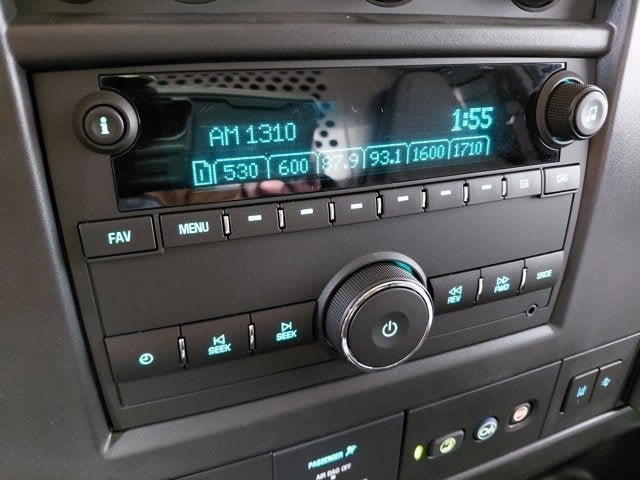 AM 1310
1:55
1 530 600 87.9 93.1 1600 1710
FAV MENU EQ CAT
REV FWD SRCE
SEEK SEEK
PASSENGER
AIR BAG OFF